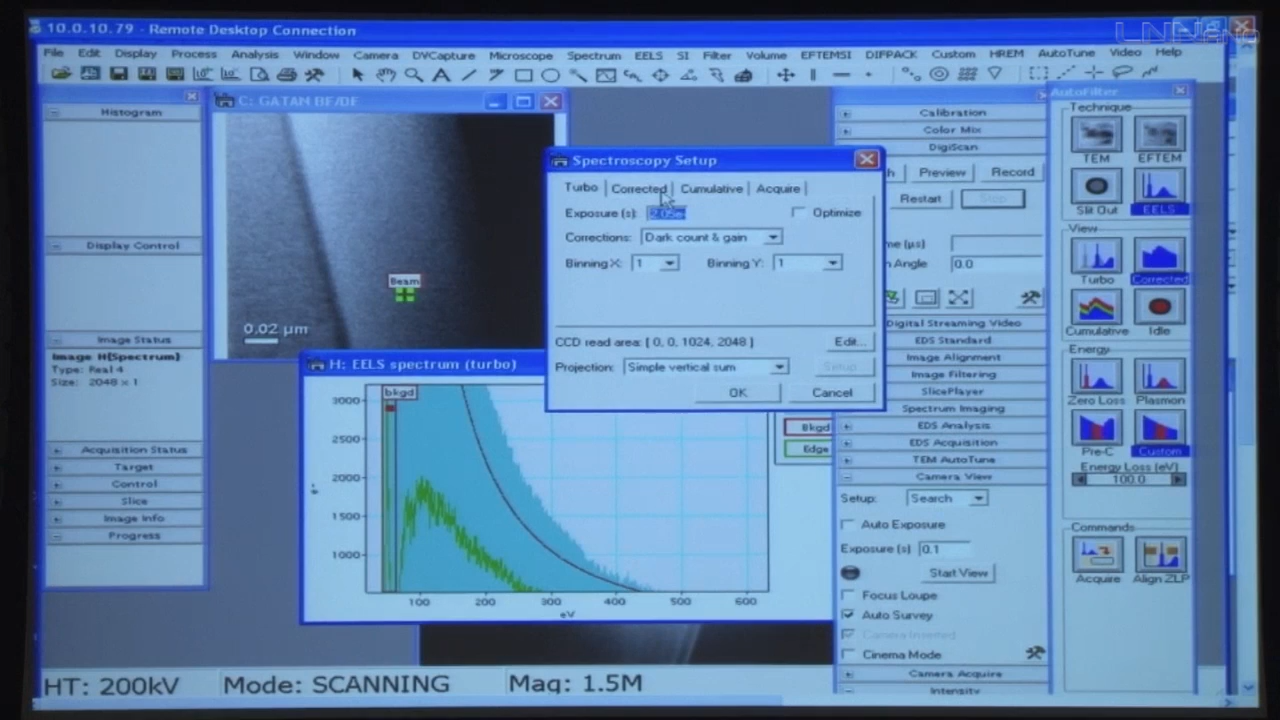 10.0.10.79 - Remote Desktop Connection
LNNano
File Edit Display Process Analysis Window Camera DVCapture Microscope Spectrum EELS SI Filter Volume EFTEMSI DIFPACK Custom HREM AutoTune Video Help
Histogram
Display Control
Image Status
Image H(Spectrum)
Type: Real 4
Size: 2048 x 1
Acquisition Status
Target
Control
Slice
Image Info
Progress
C: GATAN BF/DF
Beam
0.02 µm
H: EELS spectrum (turbo)
bkgd
3000
2500
2000
1500
1000
e-
100 200 300 400 500 600
eV
Bkgd
Edge
Spectroscopy Setup
Turbo Corrected Cumulative Acquire
Exposure (s):
Optimize
Corrections: Dark count & gain
Binning X: 1 Binning Y: 1
CCD read area: [ 0, 0, 1024, 2048 ] Edit...
Projection: Simple vertical sum Setup
OK Cancel
Calibration
Color Mix
DigiScan
Preview Record
Restart Stop
me (µs)
n Angle 0.0
Digital Streaming Video
EDS Standard
Image Alignment
Image Filtering
SlicePlayer
Spectrum Imaging
EDS Analysis
EDS Acquisition
TEM AutoTune
Camera View
Setup: Search
Auto Exposure
Exposure (s) 0.1
Start View
Focus Loupe
Auto Survey
Camera Inserted
Cinema Mode
Camera Acquire
Intensity
AutoFilter
Technique
TEM EFTEM
Slit Out EELS
View
Turbo Corrected
Cumulative Idle
Energy
Zero Loss Plasmon
Pre-C Custom
Energy Loss (eV)
100.0
Commands
Acquire Align ZLP
HT: 200kV Mode: SCANNING Mag: 1.5M